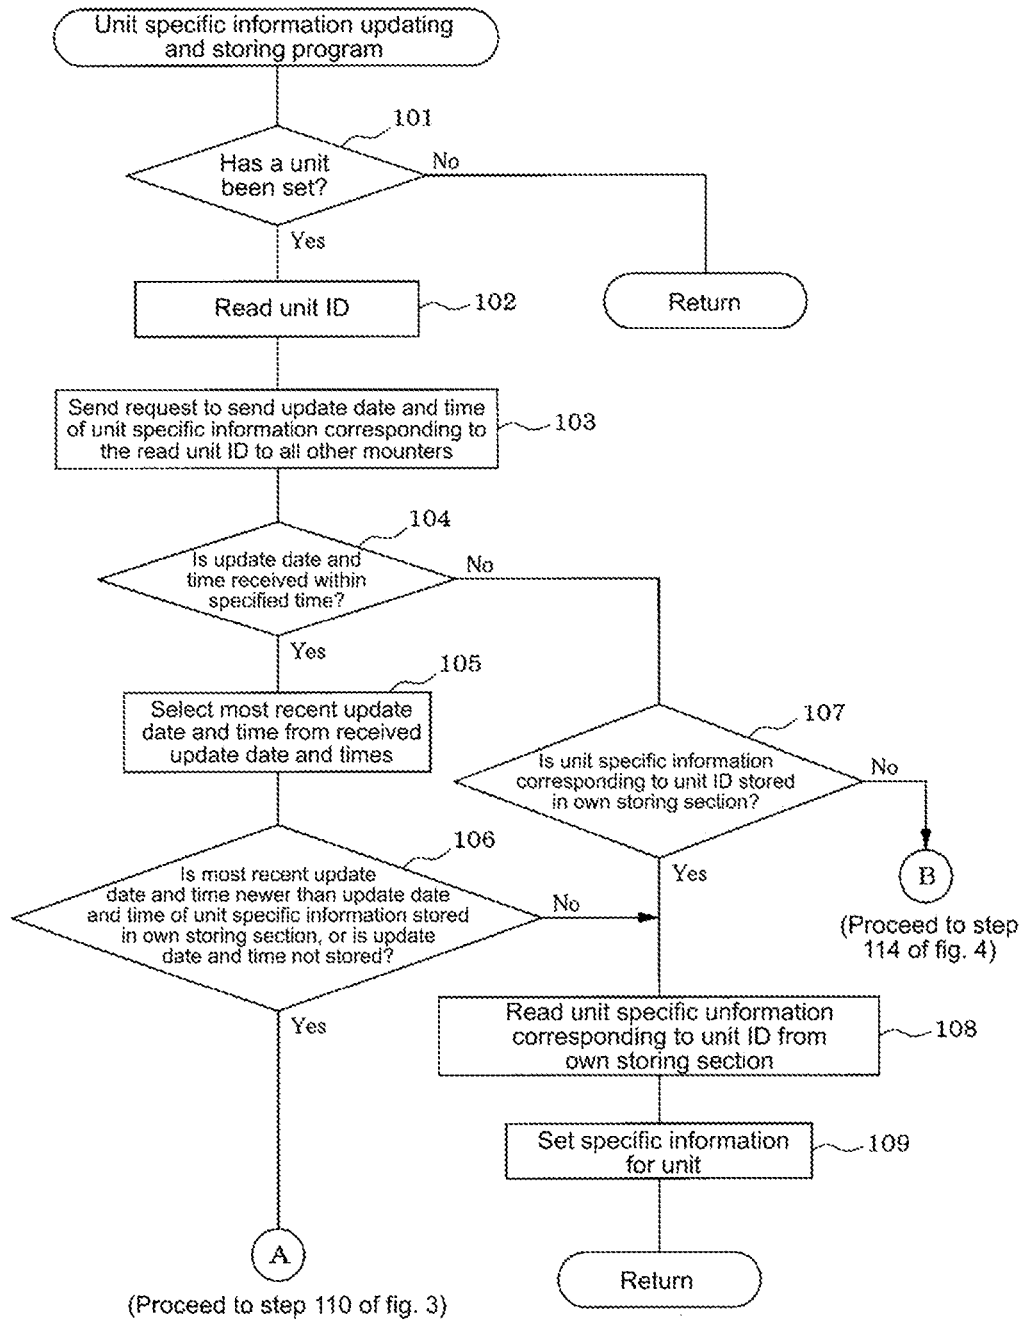 Unit specific information updating
and storing program
101
Has a unit
been set?
No
Yes
Return
Read unit ID
102
Send request to send update date and time
of unit specific information corresponding to
the read unit ID to all other mounters
103
104
Is update date and
time received within
specified time?
No
Yes
105
Select most recent update
date and time from received
update date and times
107
Is unit specific information
corresponding to unit ID stored
in own storing section?
No
Yes
B
(Proceed to step
114 of fig. 4)
106
Is most recent update
date and time newer than update date
and time of unit specific information stored
in own storing section, or is update
date and time not stored?
No
Yes
Read unit specific unformation
corresponding to unit ID from
own storing section
108
Set specific information
for unit
109
A
(Proceed to step 110 of fig. 3)
Return